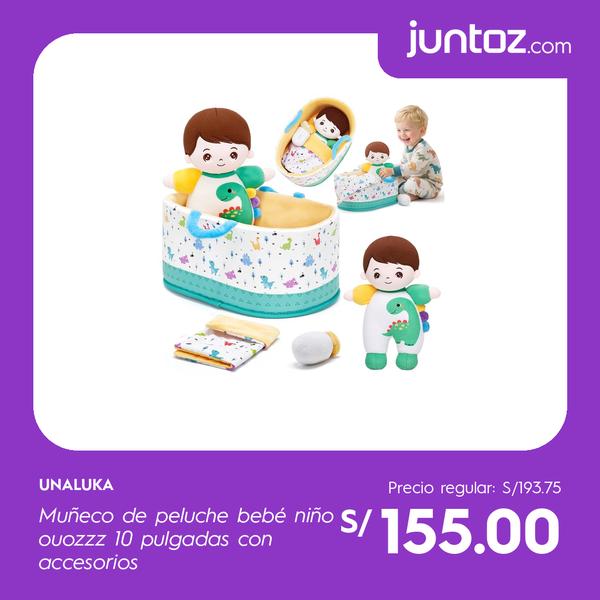 juntoz.com
UNALUKA
Muñeco de peluche bebé niño
ouozzz 10 pulgadas con
accesorios
Precio regular: S/193.75
S/155.00